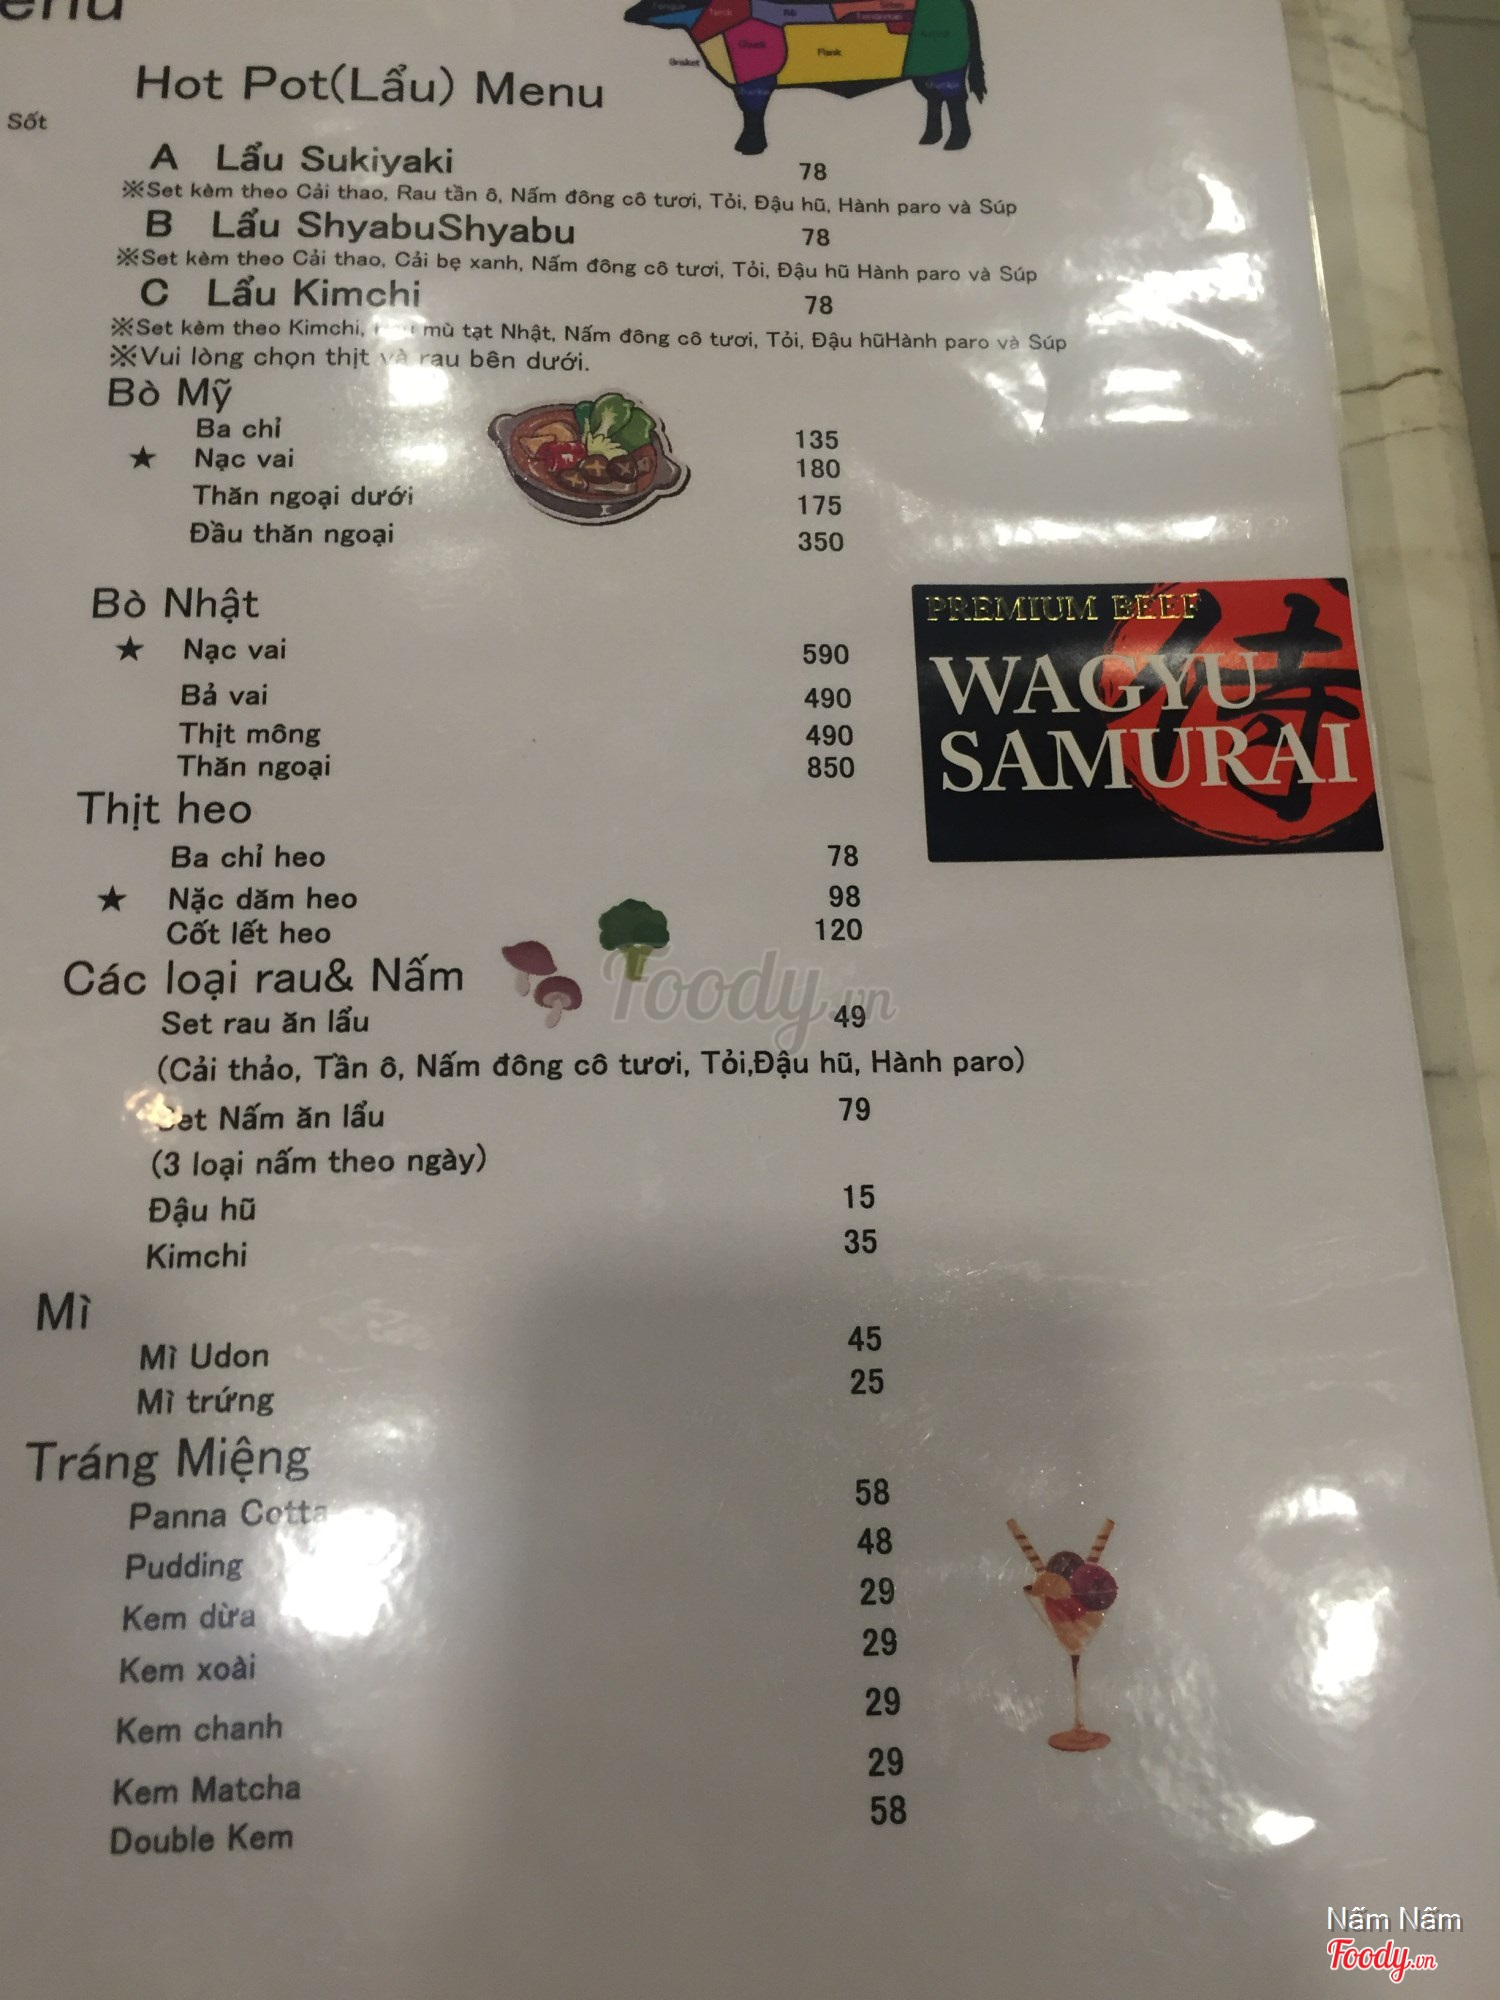 Sốt
Hot Pot(Lẩu) Menu
Brisket
Flank
A Lẩu Sukiyaki 78
※Set kèm theo Cải thao, Rau tần ô, Nấm đông cô tươi, Tỏi, Đậu hũ, Hành paro và Súp
B Lẩu ShyabuShyabu 78
※Set kèm theo Cải thao, Cải bẹ xanh, Nấm đông cô tươi, Tỏi, Đậu hũ Hành paro và Súp
C Lẩu Kimchi 78
※Set kèm theo Kimchi, mù tạt Nhật, Nấm đông cô tươi, Tỏi, Đậu hũHành paro và Súp
※Vui lòng chọn thịt và rau bên dưới.
Bò Mỹ
Ba chỉ 135
★ Nạc vai 180
Thăn ngoại dưới 175
Đầu thăn ngoại 350
Bò Nhật
★ Nạc vai 590
Bả vai 490
Thịt mông 490
Thăn ngoại 850
PREMIUM BEEF
WAGYU
SAMURAI
侍
Thịt heo
Ba chỉ heo 78
★ Nặc dăm heo 98
Cốt lết heo 120
Các loại rau& Nấm
Set rau ăn lẩu 49
(Cải thảo, Tần ô, Nấm đông cô tươi, Tỏi,Đậu hũ, Hành paro)
Set Nấm ăn lẩu 79
(3 loại nấm theo ngày)
Đậu hũ 15
Kimchi 35
Mì
Mì Udon 45
Mì trứng 25
Tráng Miệng
Panna Cotta 58
Pudding 48
Kem dừa 29
Kem xoài 29
Kem chanh 29
Kem Matcha 29
Double Kem 58
Foody.vn
Nấm Nấm
Foody.vn